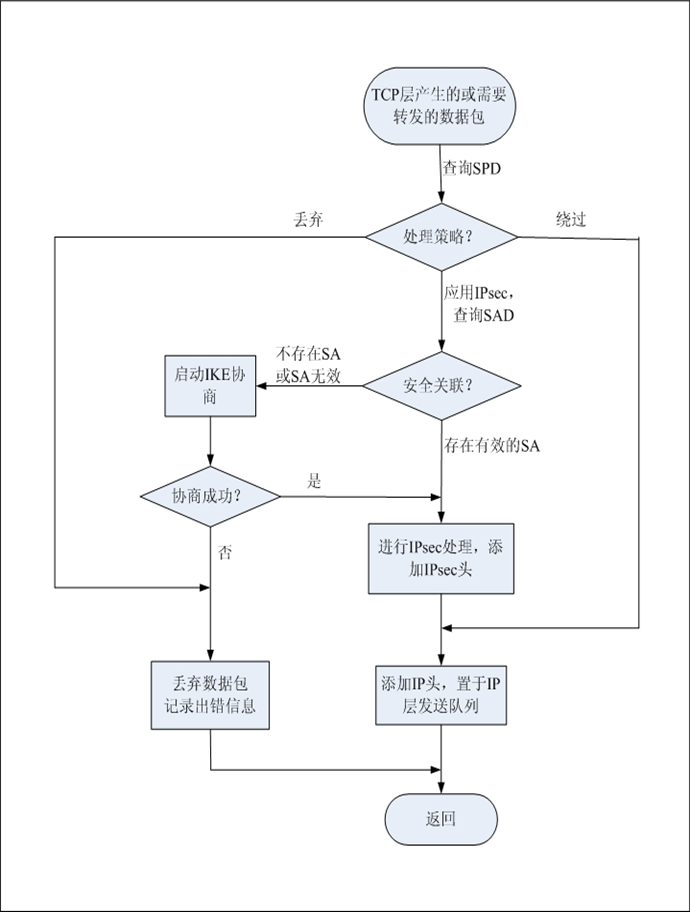 TCP层产生的或需要
转发的数据包
查询SPD
丢弃
处理策略？
绕过
应用IPsec，
查询SAD
不存在SA
或SA无效
启动IKE协
商
安全关联？
存在有效的SA
协商成功？
是
否
进行IPsec处理，添
加IPsec头
丢弃数据包
记录出错信息
添加IP头，置于IP
层发送队列
返回